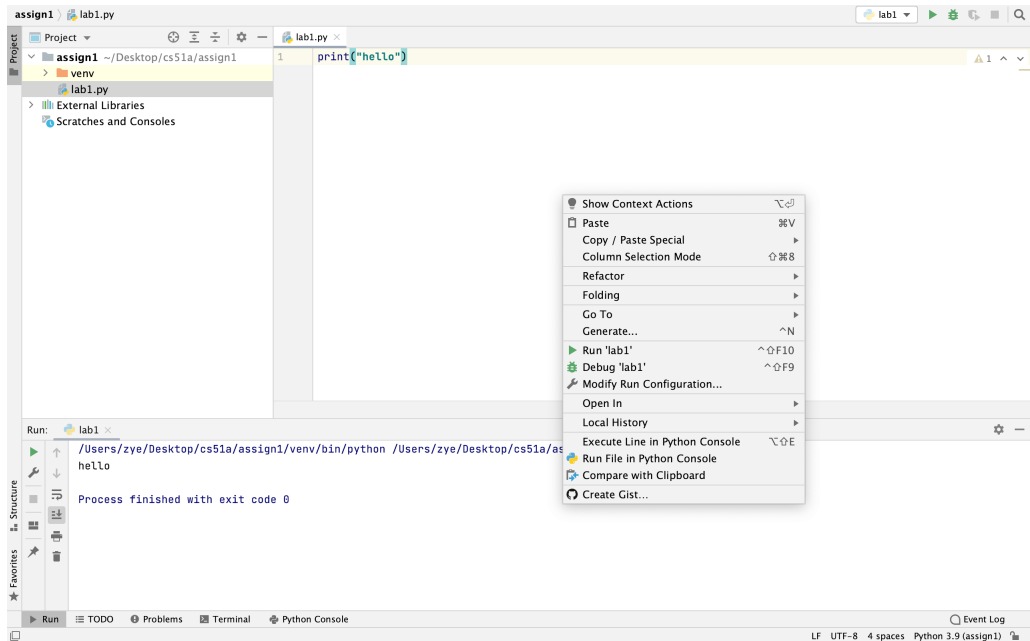 assign1 lab1.py lab1
Project Project lab1.py
assign1 ~/Desktop/cs51a/assign1
venv
lab1.py
External Libraries
Scratches and Consoles
1 print("hello")
1
Show Context Actions ⌥⏎
Paste ⌘V
Copy / Paste Special
Column Selection Mode ⇧⌘8
Refactor
Folding
Go To
Generate... ^N
Run 'lab1' ^⇧F10
Debug 'lab1' ^⇧F9
Modify Run Configuration...
Open In
Local History
Execute Line in Python Console ⌥⇧E
Run File in Python Console
Compare with Clipboard
Create Gist...
Run: lab1
/Users/zye/Desktop/cs51a/assign1/venv/bin/python /Users/zye/Desktop/cs51a/as
hello
Process finished with exit code 0
Structure
Favorites
Run TODO Problems Terminal Python Console Event Log
LF UTF-8 4 spaces Python 3.9 (assign1)